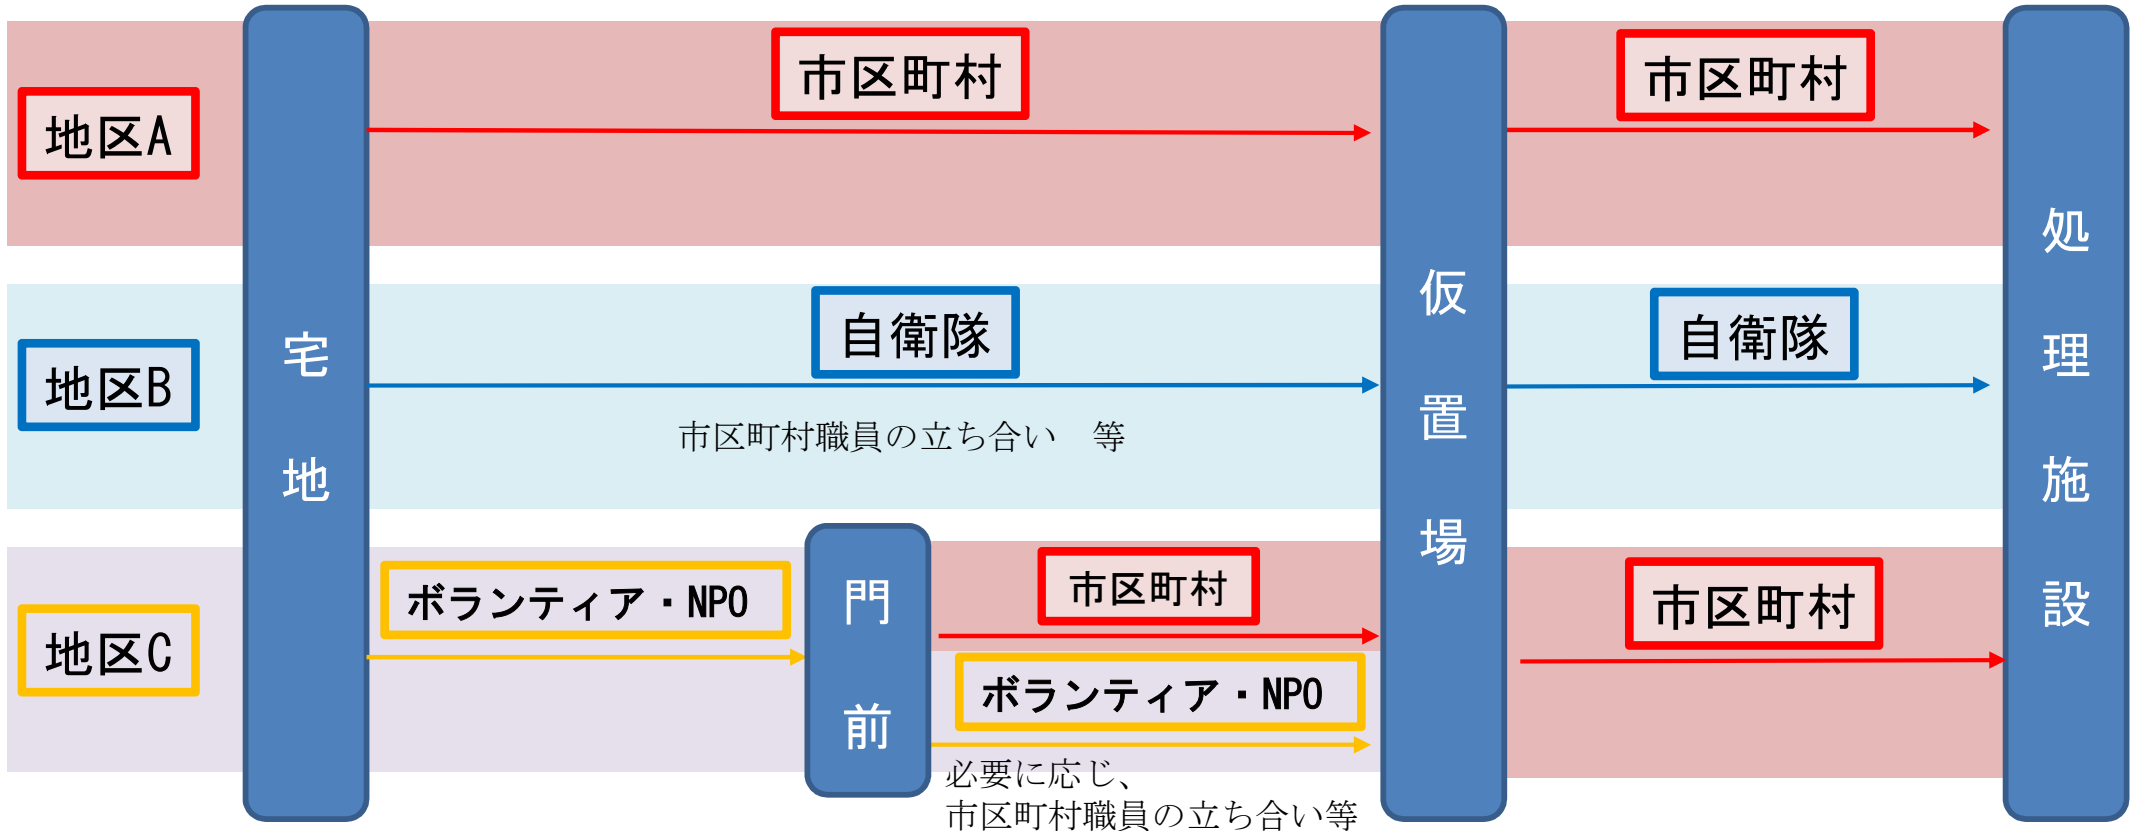 市区町村
市区町村
地区A
宅地
仮置場
処理施設
自衛隊
自衛隊
地区B
市区町村職員の立ち合い　等
ボランティア・NPO
門前
市区町村
市区町村
地区C
ボランティア・NPO
必要に応じ、
市区町村職員の立ち合い等